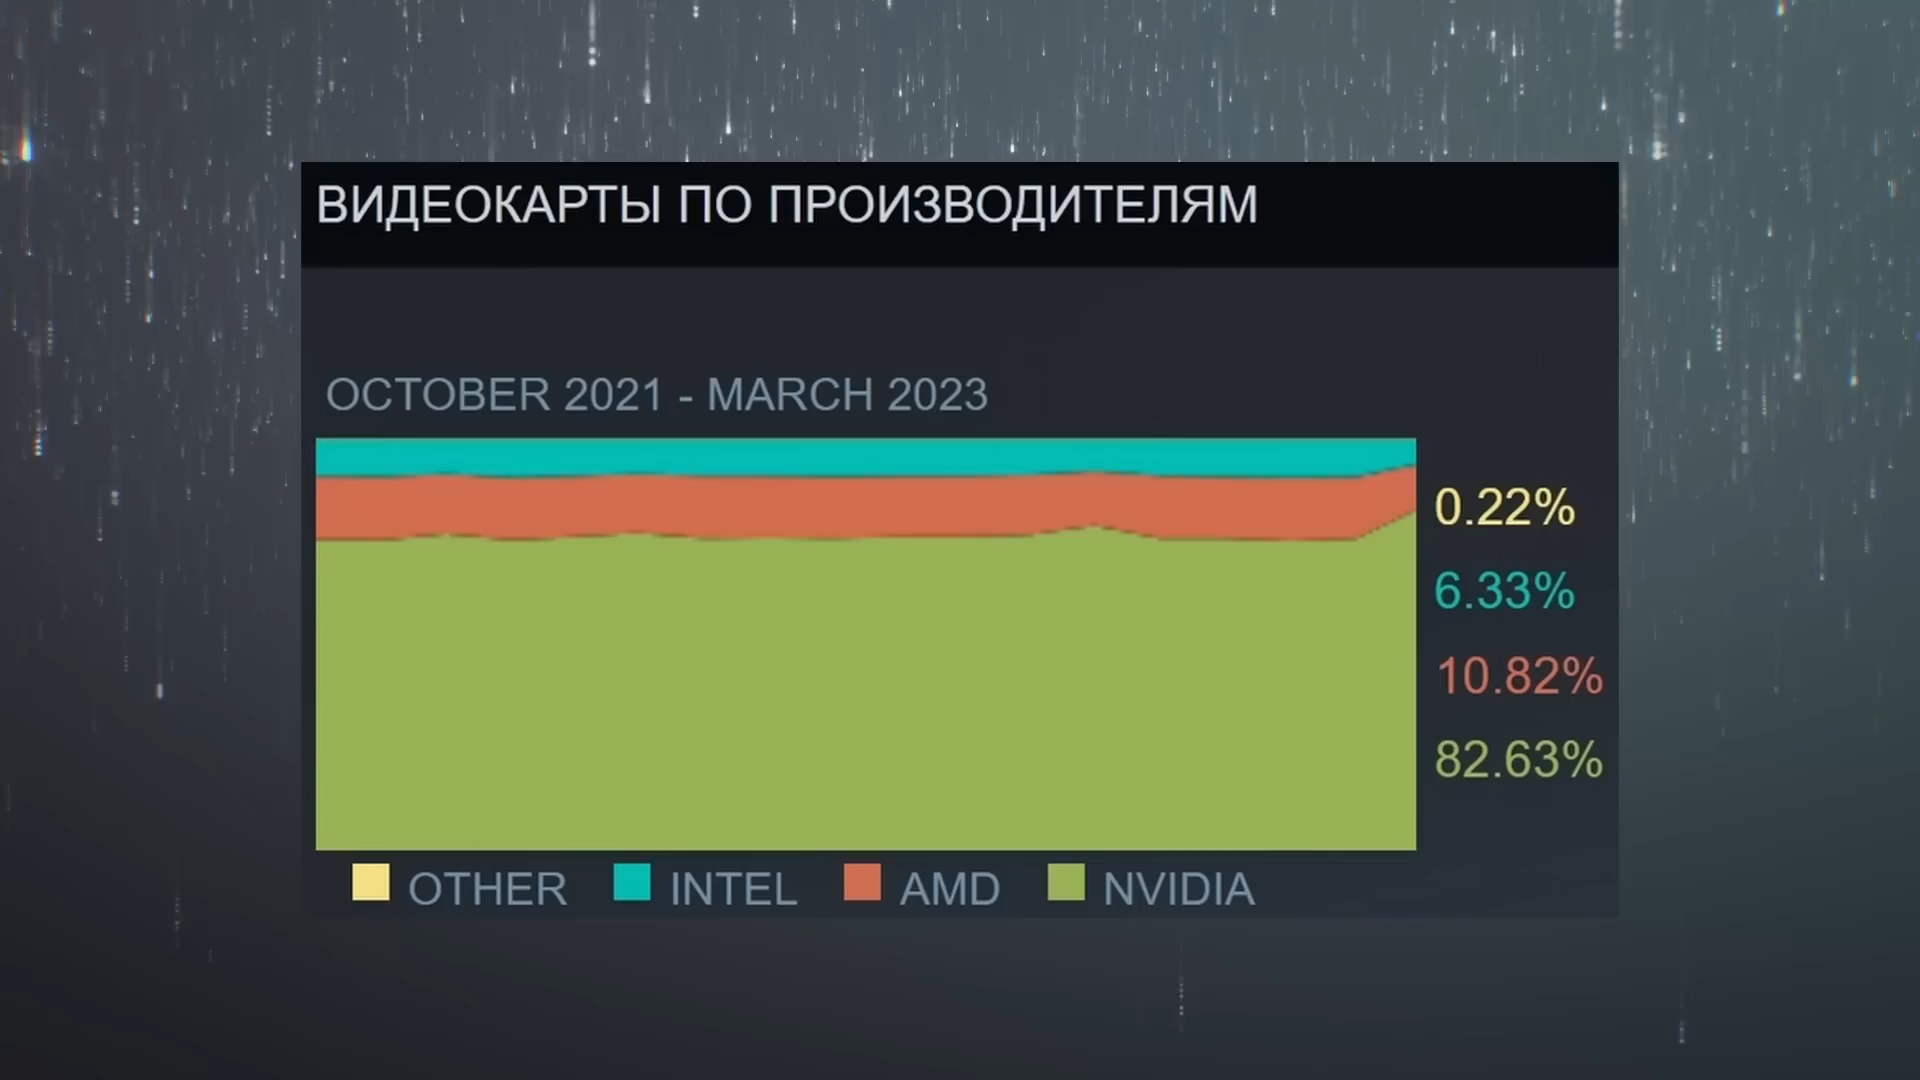 ВИДЕОКАРТЫ ПО ПРОИЗВОДИТЕЛЯМ
OCTOBER 2021 - MARCH 2023
0.22%
6.33%
10.82%
82.63%
OTHER INTEL AMD NVIDIA